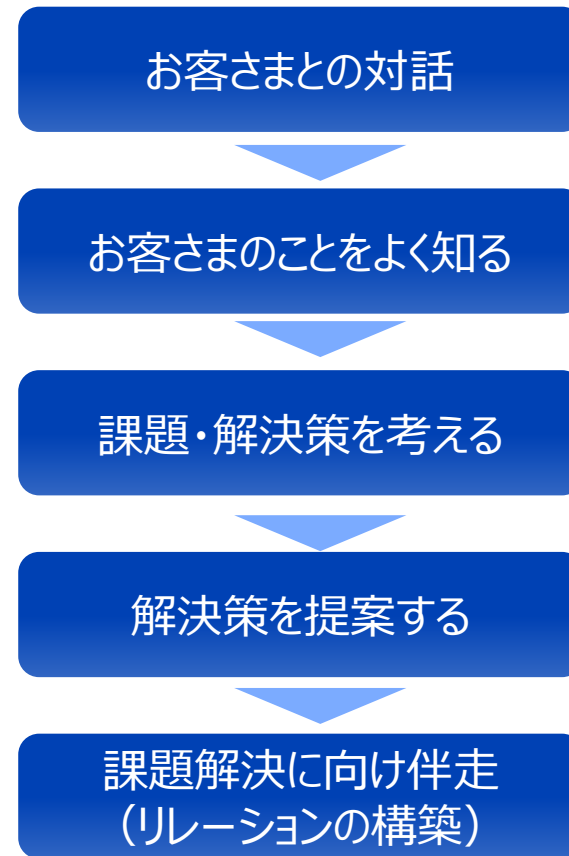 お客さまとの対話
お客さまのことをよく知る
課題・解決策を考える
解決策を提案する
課題解決に向け伴走
（リレーションの構築）